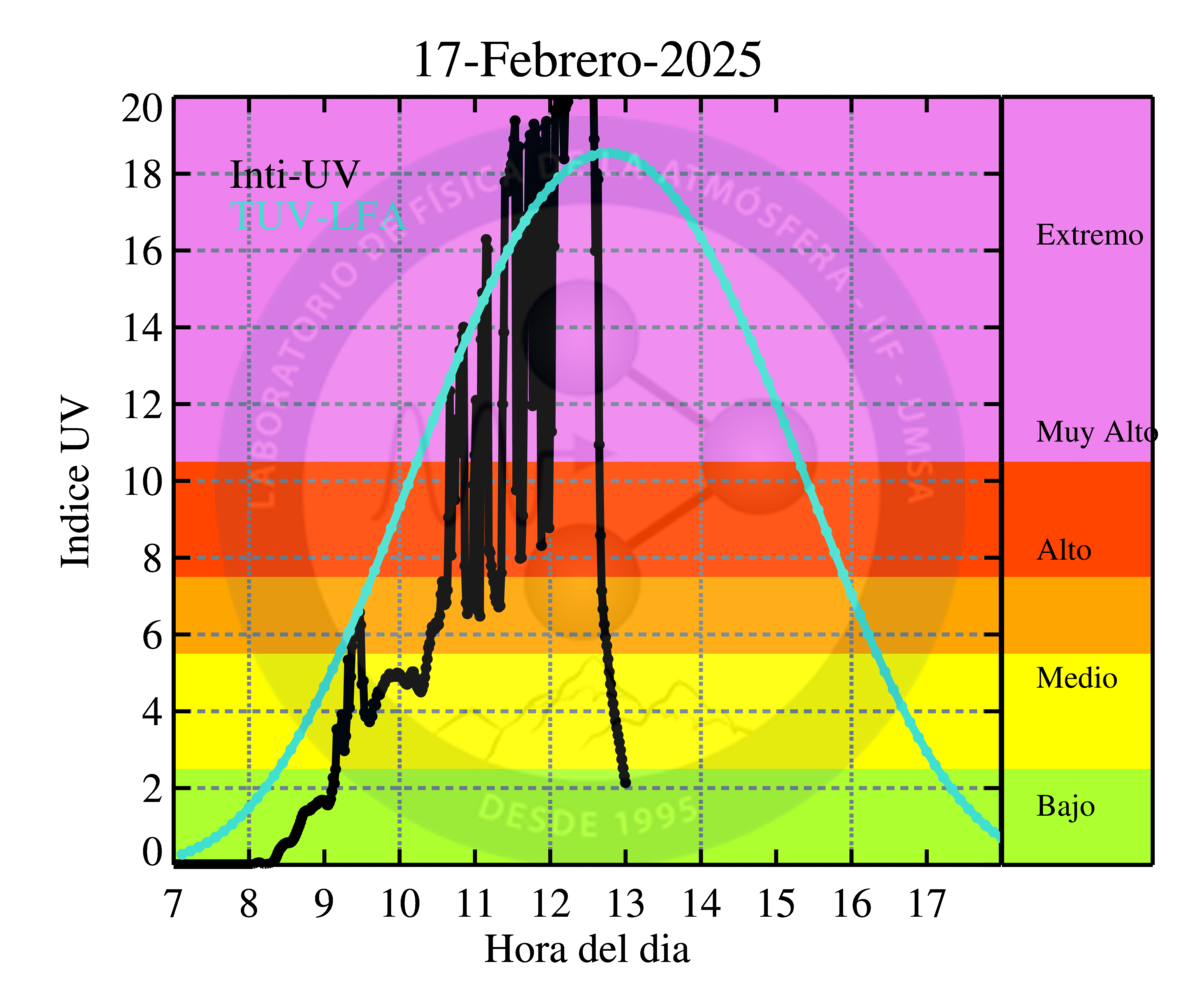 17-Febrero-2025
Inti-UV
TUV-LFA
LABORATORIO DE FÍSICA DE LA ATMÓSFERA - IIF - UMSA
DESDE 1995
Indice UV
20
18
16
14
12
10
8
6
4
2
0
Extremo
Muy Alto
Alto
Medio
Bajo
7 8 9 10 11 12 13 14 15 16 17
Hora del dia